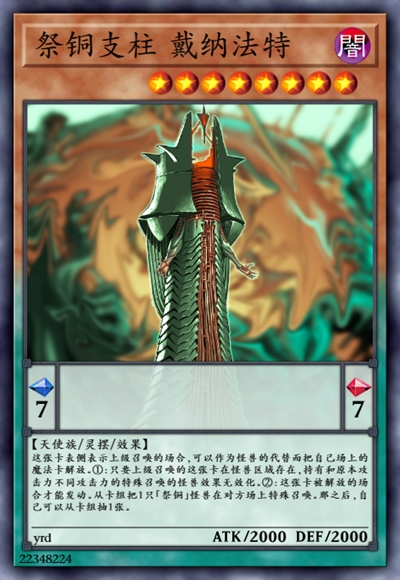 祭铜支柱 戴纳法特
闇
7
7
【天使族/灵摆/效果】
这张卡表侧表示上级召唤的场合,可以作为怪兽的代替而把自己场上的
魔法卡解放。①:只要上级召唤的这张卡在怪兽区域存在,持有和原本攻
击力不同攻击力的特殊召唤的怪兽效果无效化。②:这张卡被解放的场
合才能发动。从卡组把1只「祭铜」怪兽在对方场上特殊召唤。那之后,自
己可以从卡组抽1张。
yrd
ATK/2000 DEF/2000
22348224